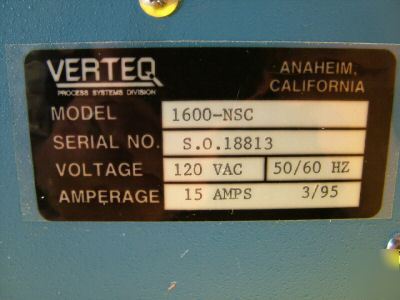 VERTEQ
PROCESS SYSTEMS DIVISION
ANAHEIM,
CALIFORNIA
MODEL 1600-NSC
SERIAL NO. S.O.18813
VOLTAGE 120 VAC 50/60 HZ
AMPERAGE 15 AMPS 3/95